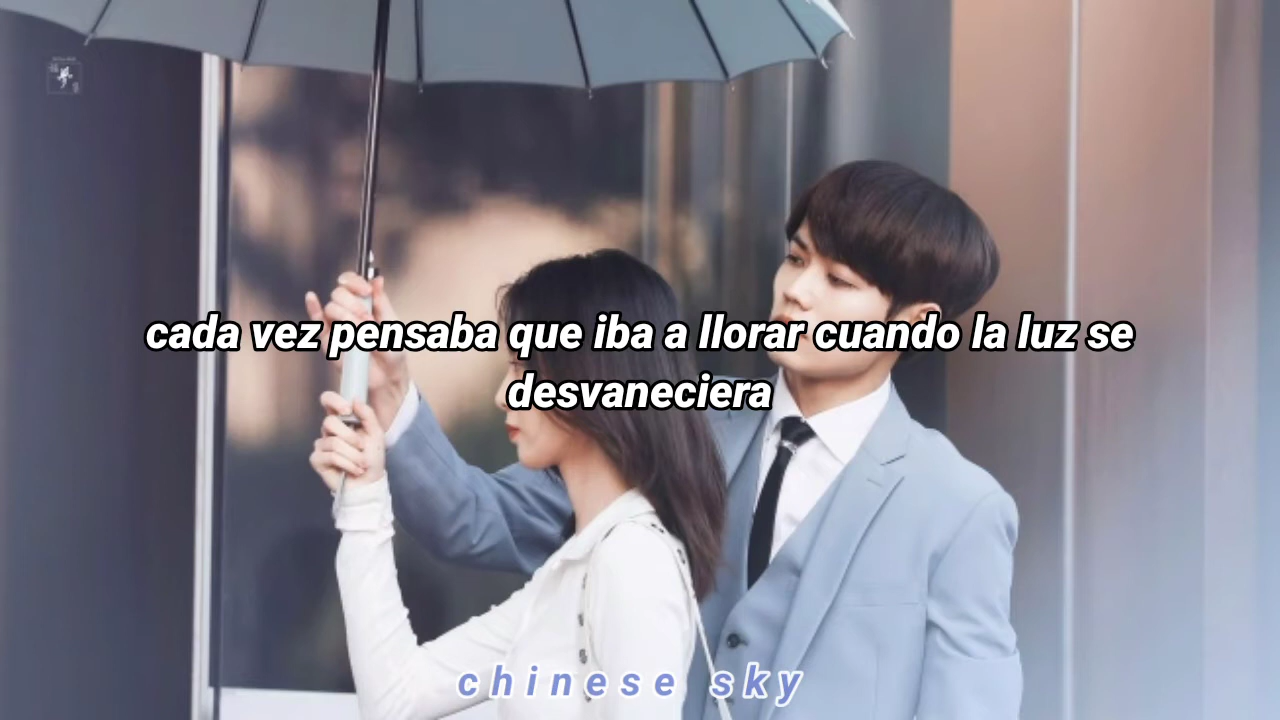 cada vez pensaba que iba a llorar cuando la luz se
desvaneciera
chinese sky